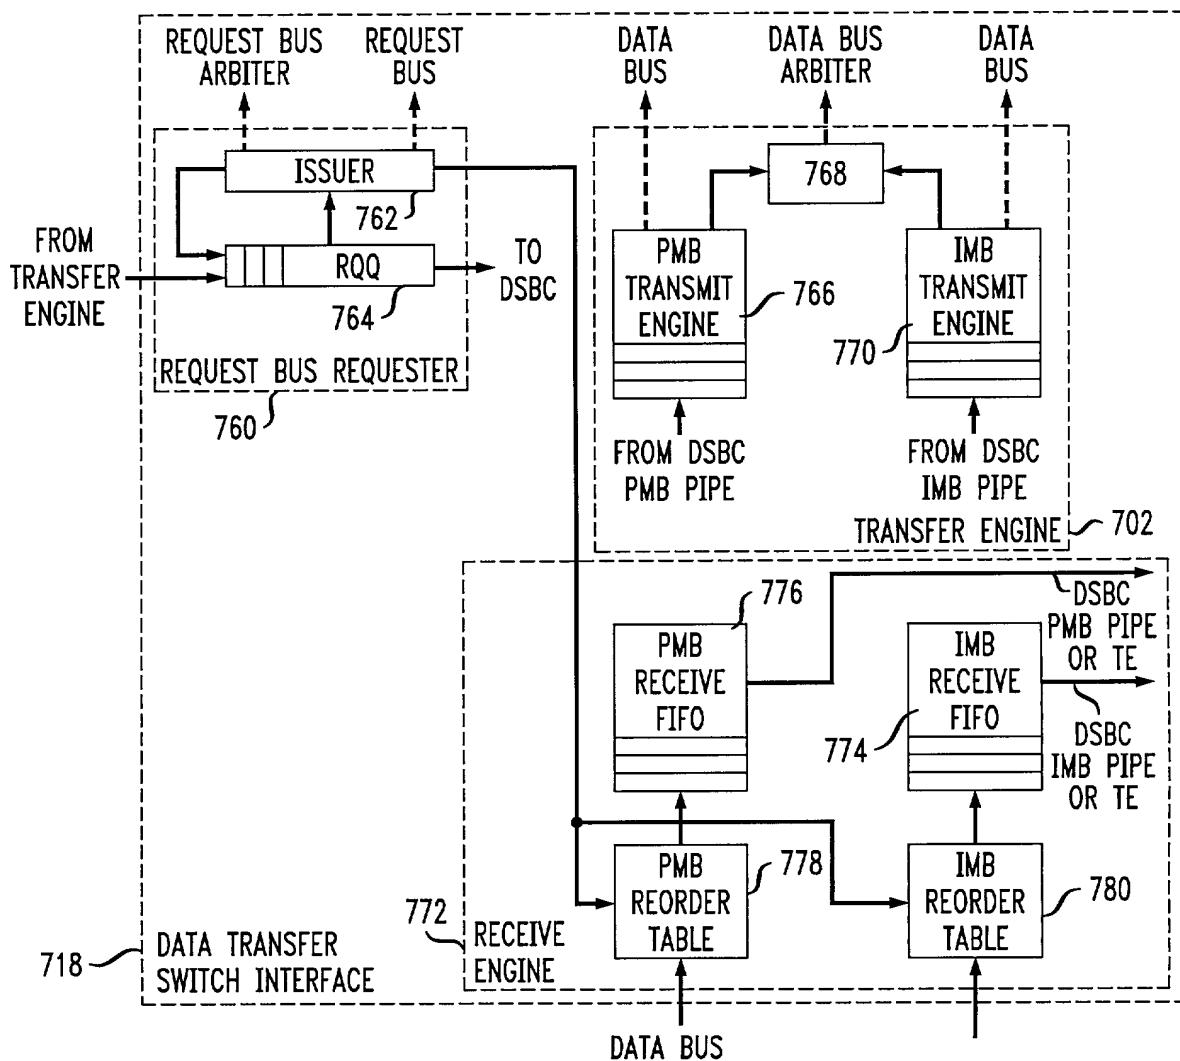 REQUEST BUS
ARBITER
REQUEST
BUS
DATA
BUS
DATA BUS
ARBITER
DATA
BUS
ISSUER
762
768
FROM
TRANSFER
ENGINE
RQQ
764
TO
DSBC
REQUEST BUS REQUESTER
760
PMB
TRANSMIT
ENGINE
766
IMB
TRANSMIT
ENGINE
770
FROM DSBC
PMB PIPE
FROM DSBC
IMB PIPE
TRANSFER ENGINE
702
776
PMB
RECEIVE
FIFO
DSBC
PMB PIPE
OR TE
IMB
RECEIVE
FIFO
774
DSBC
IMB PIPE
OR TE
PMB
REORDER
TABLE
778
IMB
REORDER
TABLE
780
772
RECEIVE
ENGINE
718
DATA TRANSFER
SWITCH INTERFACE
DATA BUS